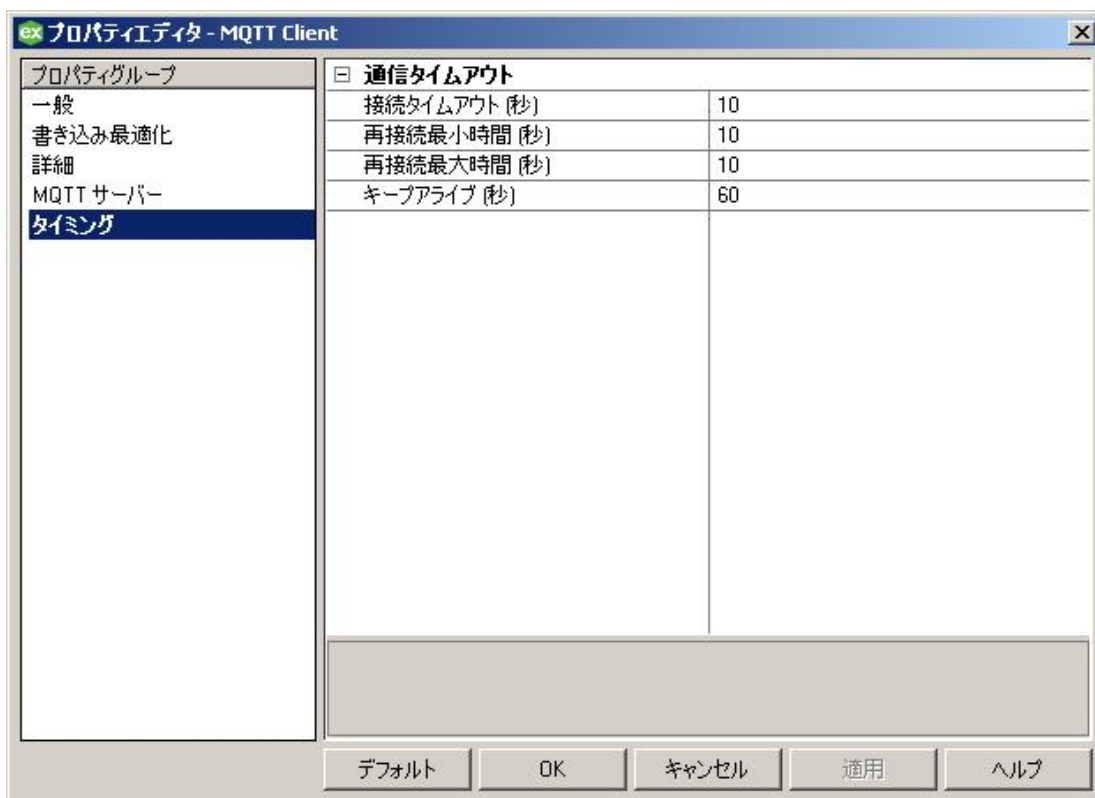 ex プロパティエディタ - MQTT Client
プロパティグループ
一般
書き込み最適化
詳細
MQTT サーバー
タイミング
通信タイムアウト
接続タイムアウト (秒) 10
再接続最小時間 (秒) 10
再接続最大時間 (秒) 10
キープアライブ (秒) 60
デフォルト OK キャンセル 適用 ヘルプ